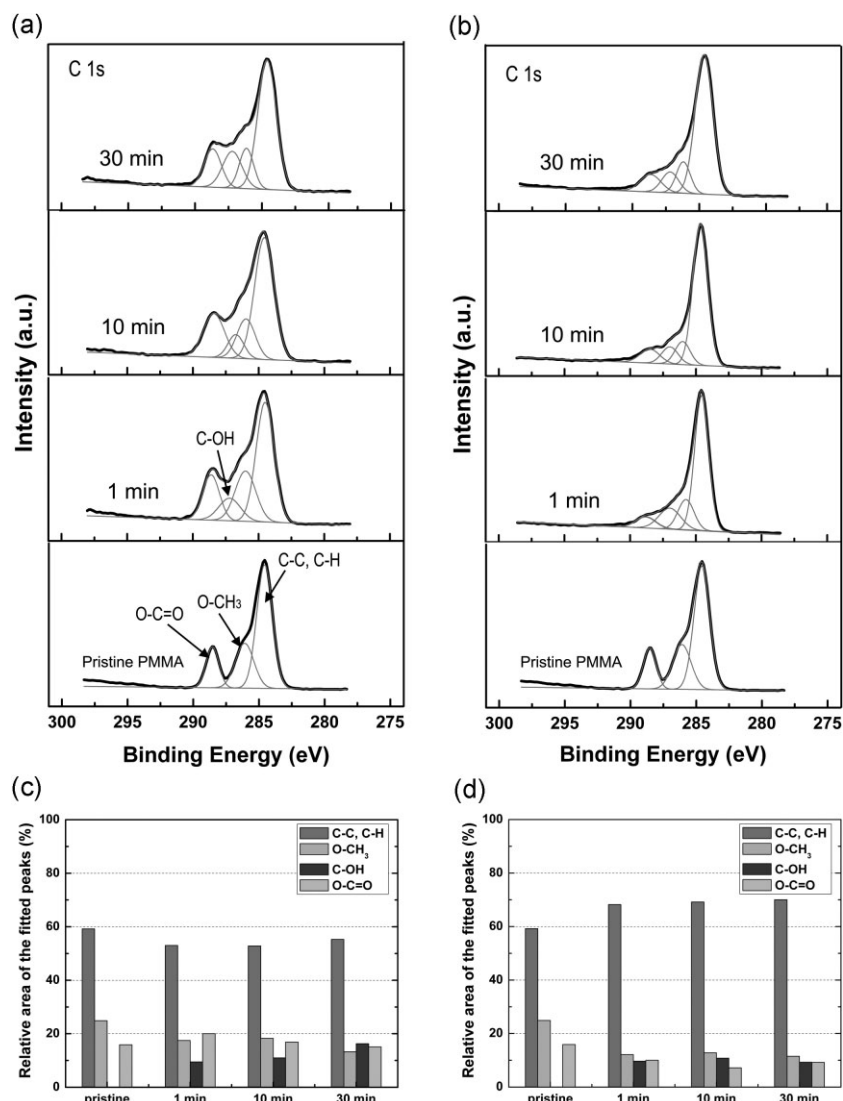 (a)
C 1s
30 min
10 min
C-OH
1 min
C-C, C-H
O-CH3
O-C=O
Pristine PMMA
300 295 290 285 280 275
Binding Energy (eV)
Intensity (a.u.)
(b)
C 1s
30 min
10 min
1 min
Pristine PMMA
300 295 290 285 280 275
Binding Energy (eV)
Intensity (a.u.)
(c)
Relative area of the fitted peaks (%)
100
80
60
40
20
0
C-C, C-H
O-CH3
C-OH
O-C=O
pristine 1 min 10 min 30 min
(d)
Relative area of the fitted peaks (%)
100
80
60
40
20
0
C-C, C-H
O-CH3
C-OH
O-C=O
pristine 1 min 10 min 30 min